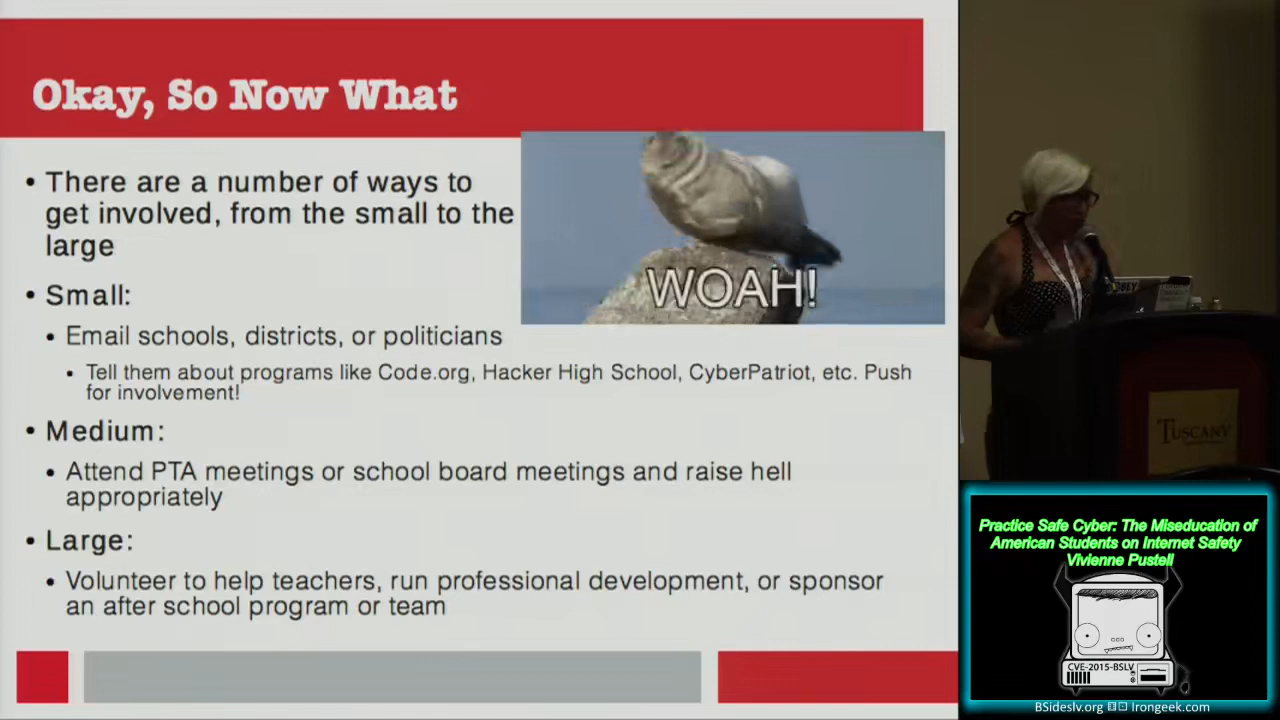 Okay, So Now What
• There are a number of ways to
get involved, from the small to the
large
WOAH!
• Small:
• Email schools, districts, or politicians
• Tell them about programs like Code.org, Hacker High School, CyberPatriot, etc. Push
for involvement!
• Medium:
• Attend PTA meetings or school board meetings and raise hell
appropriately
• Large:
• Volunteer to help teachers, run professional development, or sponsor
an after school program or team
TUSCANY
Practice Safe Cyber: The Miseducation of
American Students on Internet Safety
Vivienne Pustell
CVE-2015-BSLV
BSideslv.org
Irongeek.com